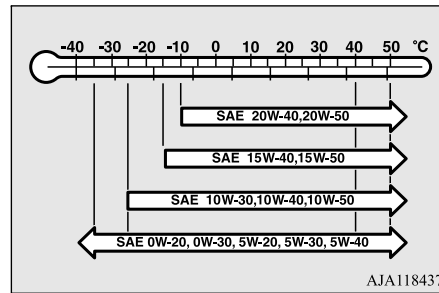 -40 -30 -20 -10 0 10 20 30 40 50 °C
SAE 20W-40,20W-50
SAE 15W-40,15W-50
SAE 10W-30,10W-40,10W-50
SAE 0W-20, 0W-30, 5W-20, 5W-30, 5W-40
AJA118437